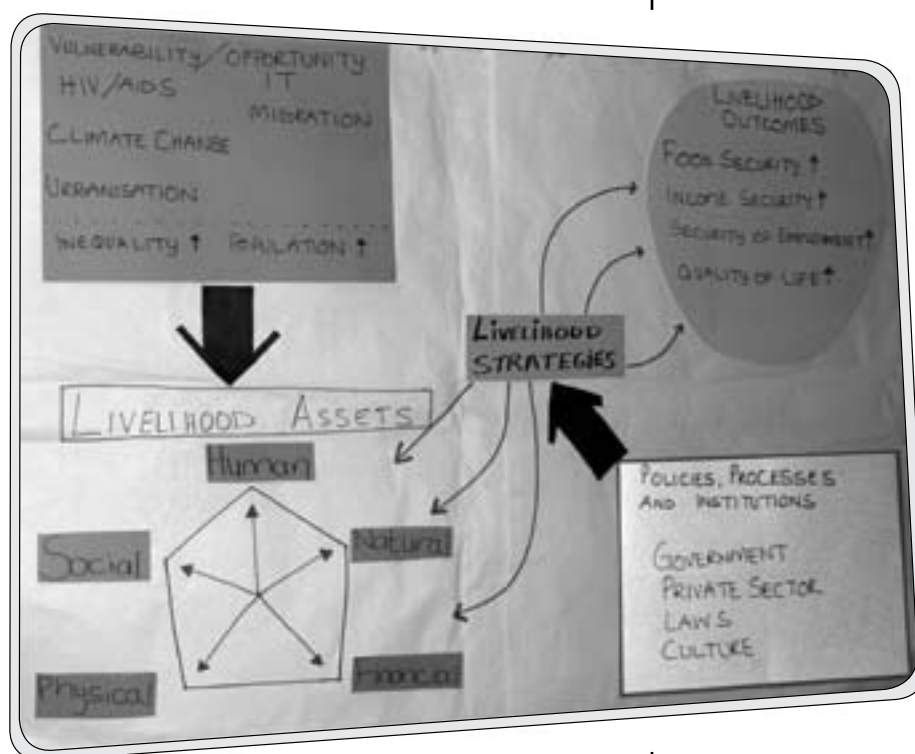 VULNERABILITY/OPPORTUNITY
HIV/AIDS IT
MIGRATION
CLIMATE CHANGE
URBANISATION
INEQUALITY ↑ POPULATION ↑
LIVELIHOOD ASSETS
Human
Social
Natural
Physical
Financial
LIVELIHOOD
STRATEGIES
LIVELIHOOD
OUTCOMES
FOOD SECURITY ↑
INCOME SECURITY ↑
SECURITY OF EMPLOYMENT ↑
QUALITY OF LIFE ↑
POLICIES, PROCESSES
AND INSTITUTIONS
GOVERNMENT
PRIVATE SECTOR
LAWS
CULTURE